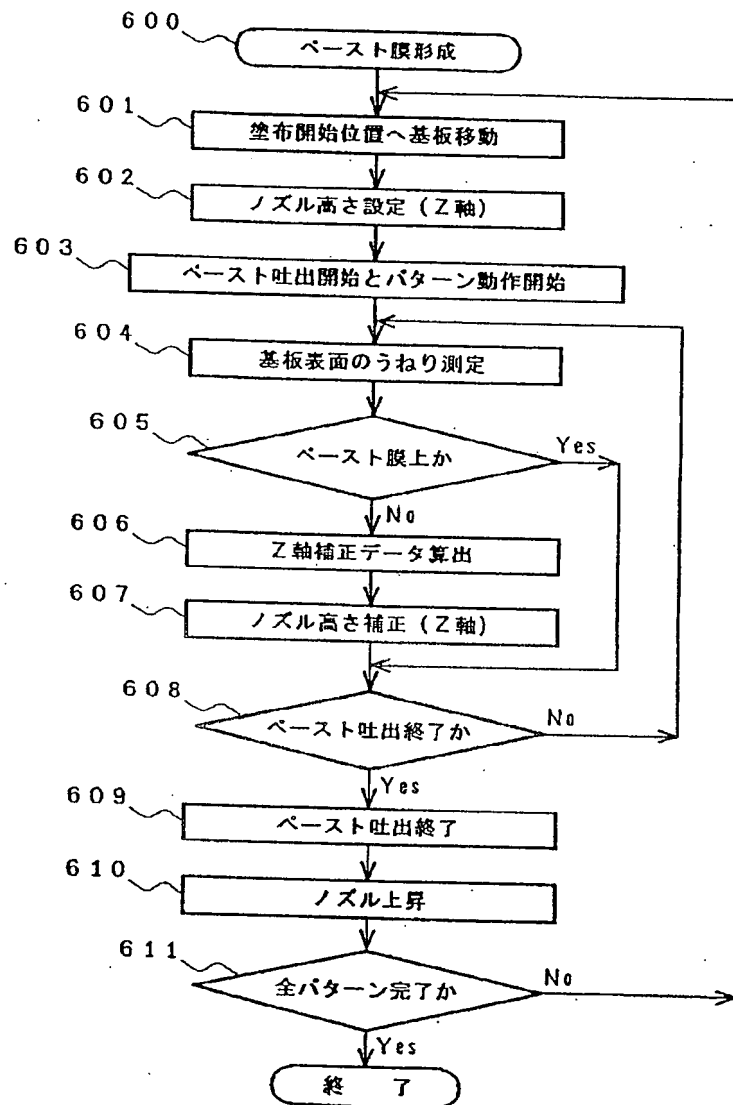 600
ペースト膜形成
601
塗布開始位置へ基板移動
602
ノズル高さ設定(Z軸)
603
ペースト吐出開始とパターン動作開始
604
基板表面のうねり測定
605
ペースト膜上か
Yes
No
606
Z軸補正データ算出
607
ノズル高さ補正(Z軸)
608
ペースト吐出終了か
No
Yes
609
ペースト吐出終了
610
ノズル上昇
611
全パターン完了か
No
Yes
終 了